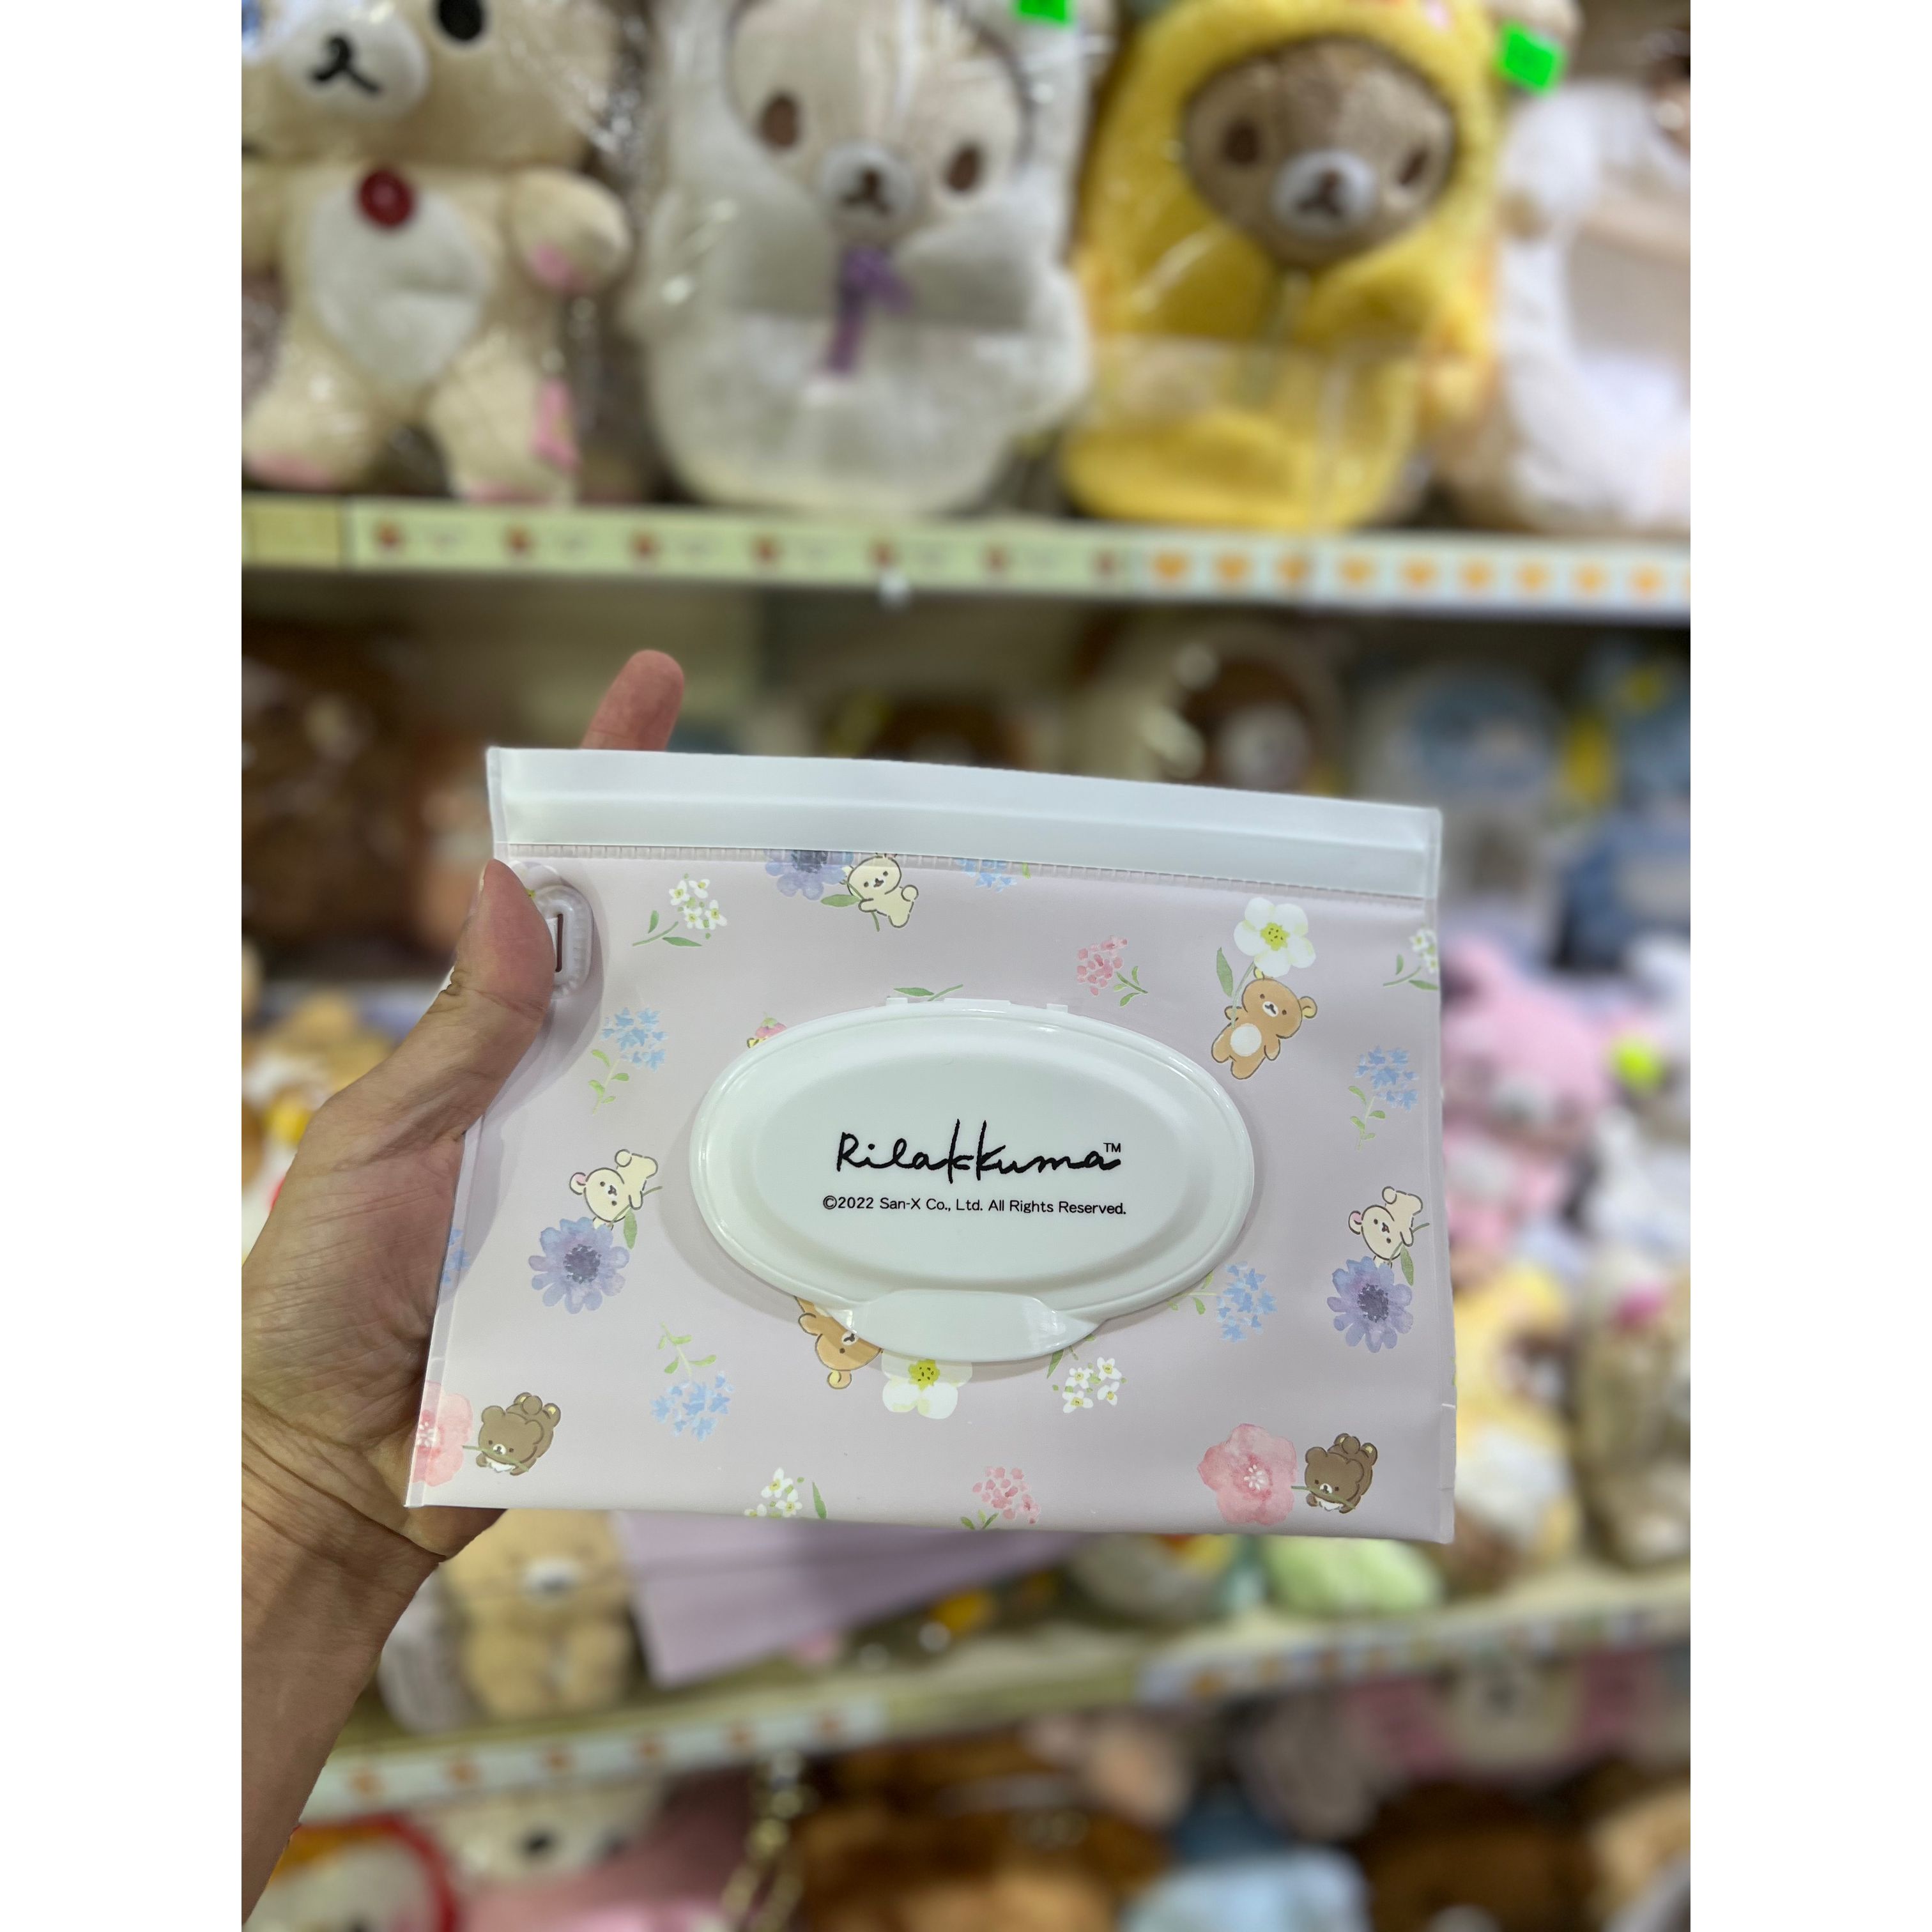 Rilakkuma™
©2022 San-X Co., Ltd. All Rights Reserved.